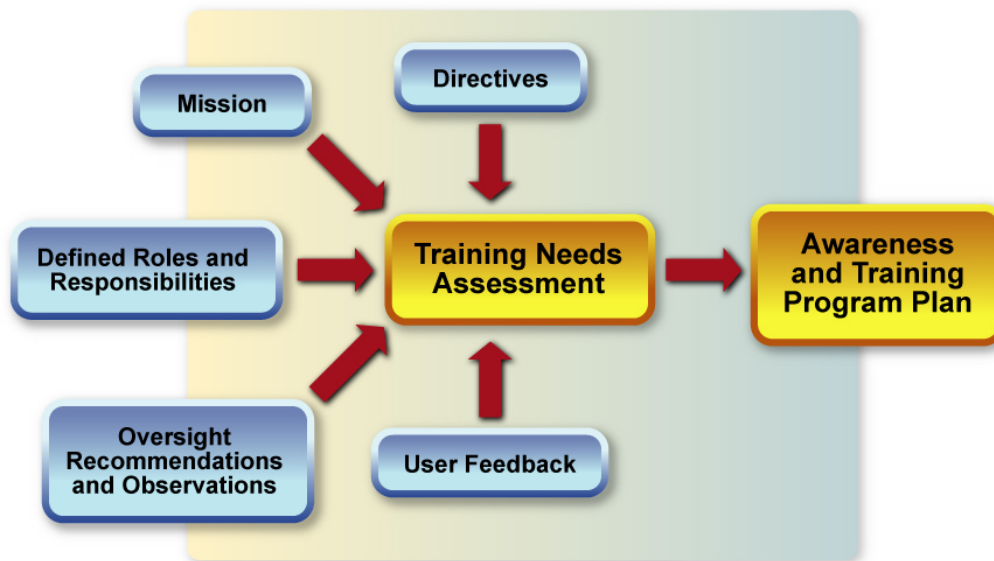 Mission
Directives
Defined Roles and
Responsibilities
Training Needs
Assessment
Awareness
and Training
Program Plan
Oversight
Recommendations
and Observations
User Feedback